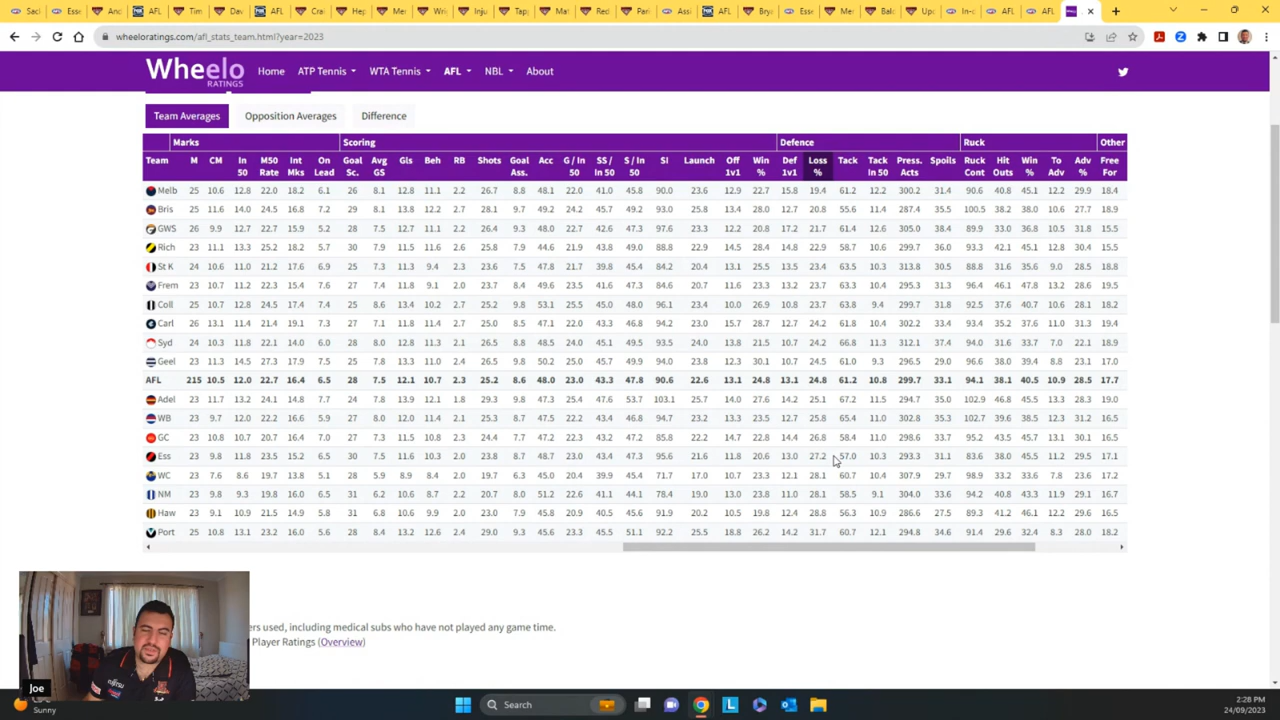 Sacl
Esse
And
AFL
Tim
Dav
AFL
Crai
Hep
Mer
Wri
Inju
Tapp
Mat
Red
Pari
Assi
AFL
Bry
Esse
Mer
Balc
Upc
In-c
AFL
AFL
wheeloratings.com/afl_stats_team.html?year=2023
Wheelo RATINGS Home ATP Tennis WTA Tennis AFL NBL About
Team Averages Opposition Averages Difference
Marks Scoring Defence Ruck Other
Team M CM In 50 M50 Rate Int Mks On Lead Goal Sc. Avg GS Gls Beh RB Shots Goal Ass. Acc G / In 50 SS / In 50 S / In 50 SI Launch Off 1v1 Win % Def 1v1 Loss % Tack Tack In 50 Press. Acts Spoils Ruck Cont Hit Outs Win % To Adv Adv % Free For
Melb 25 10.6 12.8 22.0 18.2 6.1 26 8.1 12.8 11.1 2.2 26.7 8.8 48.1 22.0 41.0 45.8 90.0 23.6 12.9 22.7 15.8 19.4 61.2 12.2 300.2 31.4 90.6 40.8 45.1 12.2 29.9 18.4
Bris 25 11.6 14.0 24.5 16.8 7.2 29 8.1 13.8 12.2 2.7 28.1 9.7 49.2 24.2 45.7 49.2 93.0 25.8 13.4 28.0 12.7 20.8 55.6 11.4 287.4 35.5 100.5 38.2 38.0 10.6 27.7 18.9
GWS 26 9.9 12.7 22.7 15.9 5.2 28 7.5 12.7 11.1 2.0 26.4 9.3 48.0 22.7 42.6 47.3 97.6 23.3 12.2 20.8 17.2 21.7 61.4 12.6 305.0 38.4 89.9 33.0 36.8 10.5 31.8 15.5
Rich 23 11.1 13.3 25.2 18.2 5.7 30 7.9 11.5 11.6 2.6 25.8 7.9 44.6 21.9 43.8 49.0 88.8 22.9 14.5 28.4 14.8 22.9 58.7 10.6 299.7 36.0 93.3 42.1 45.1 12.8 30.4 15.5
St K 24 10.6 11.0 21.2 17.6 6.9 25 7.3 11.3 9.4 2.3 23.6 7.5 47.8 21.7 39.8 45.4 84.2 20.4 13.1 25.5 13.5 23.4 63.5 10.3 313.8 30.5 88.8 31.6 35.6 9.0 28.5 18.8
Frem 23 10.7 11.2 22.3 15.4 7.6 27 7.4 11.8 9.1 2.0 23.7 8.4 49.6 23.5 41.6 47.3 84.6 20.7 11.6 23.3 13.2 23.7 63.3 10.4 295.3 31.3 96.4 46.1 47.8 13.2 28.6 19.5
Coll 25 10.7 12.8 24.5 17.4 7.4 25 8.6 13.4 10.2 2.7 25.2 9.8 53.1 25.5 45.0 48.0 96.1 23.4 10.0 26.9 10.8 23.7 63.8 9.4 299.7 31.8 92.5 37.6 40.7 10.6 28.1 18.2
Carl 26 13.1 11.4 21.4 19.1 7.3 27 7.1 11.8 11.4 2.7 25.0 8.5 47.1 22.0 43.3 46.8 94.2 23.0 15.7 28.7 12.7 24.2 61.8 10.4 302.2 34.4 93.4 35.2 37.6 11.0 31.3 19.4
Syd 24 10.3 11.8 22.1 14.0 6.0 28 8.0 12.8 11.3 2.1 26.5 8.8 48.5 24.0 45.1 49.5 93.5 24.0 13.8 21.5 10.7 24.2 66.8 11.2 312.1 37.4 94.0 31.6 33.7 7.0 22.1 18.9
Geel 23 11.3 14.5 27.3 17.9 7.5 25 7.8 13.3 11.0 2.4 26.5 9.8 50.2 25.0 45.7 49.9 94.0 23.8 12.3 30.1 10.7 24.5 61.0 9.3 296.5 29.0 96.6 38.0 39.4 8.8 23.1 17.0
AFL 215 10.5 12.0 22.7 16.4 6.5 28 7.5 12.1 10.7 2.3 25.2 8.6 48.0 23.0 43.3 47.8 90.6 22.6 13.1 24.8 13.1 24.8 61.2 10.8 299.7 33.1 94.1 38.1 40.5 10.9 28.5 17.7
Adel 23 11.7 13.2 24.1 14.8 7.7 24 7.8 13.9 12.1 1.8 29.3 9.8 47.3 25.4 47.6 53.7 103.1 25.7 14.0 27.6 14.2 25.1 67.2 11.5 294.7 35.0 102.9 46.8 45.5 13.3 28.3 19.0
WB 23 9.7 12.0 22.2 16.6 5.9 27 8.0 12.0 11.4 2.1 25.3 8.7 47.5 22.2 43.4 46.8 94.7 23.2 13.3 23.5 12.7 25.8 65.4 11.0 302.8 35.3 102.7 39.6 38.5 12.3 31.2 16.5
GC 23 10.8 10.7 20.7 16.4 7.0 27 7.3 11.5 10.8 2.3 24.4 7.7 47.2 22.3 43.2 47.2 85.8 22.2 14.7 22.8 14.4 26.8 58.4 11.0 298.6 33.7 95.2 43.5 45.7 13.1 30.1 16.5
Ess 23 9.8 11.8 23.5 15.2 6.5 30 7.5 11.6 10.3 2.0 23.8 8.7 48.7 23.0 43.4 47.3 95.6 21.6 11.8 20.6 13.0 27.2 57.0 10.3 293.3 31.1 83.6 38.0 45.5 11.2 29.5 17.1
WC 23 7.6 8.6 19.7 13.8 5.1 28 5.9 8.9 8.4 2.0 19.7 6.3 45.0 20.4 39.9 45.4 71.7 17.0 10.7 23.3 12.1 28.1 60.7 10.4 307.2 29.7 98.9 33.2 33.6 7.8 23.6 17.2
NM 23 9.8 9.3 19.8 16.0 6.5 31 6.2 10.6 8.7 2.2 20.7 8.0 51.2 22.6 41.1 44.1 78.4 19.0 13.0 23.8 11.0 28.1 58.5 9.1 304.0 33.6 94.2 40.8 43.3 12.1 29.1 16.7
Haw 23 9.1 10.9 21.5 14.9 5.8 31 6.8 10.6 9.9 2.0 23.0 7.9 45.8 20.9 40.5 45.6 91.9 20.2 10.5 19.8 12.4 28.8 56.3 10.9 286.6 27.5 89.3 41.2 46.1 12.2 29.6 16.5
Port 25 10.8 13.1 23.2 16.0 5.6 28 8.4 13.2 12.6 2.4 29.0 9.3 45.6 23.3 45.5 51.1 92.2 25.5 18.8 26.2 14.2 31.7 60.7 12.1 294.8 34.6 91.4 29.6 32.4 8.3 28.0 18.2
ers used, including medical subs who have not played any game time.
Player Ratings (Overview)
FUJITSU
Joe
Sunny
Search
2:28 PM
24/09/2023